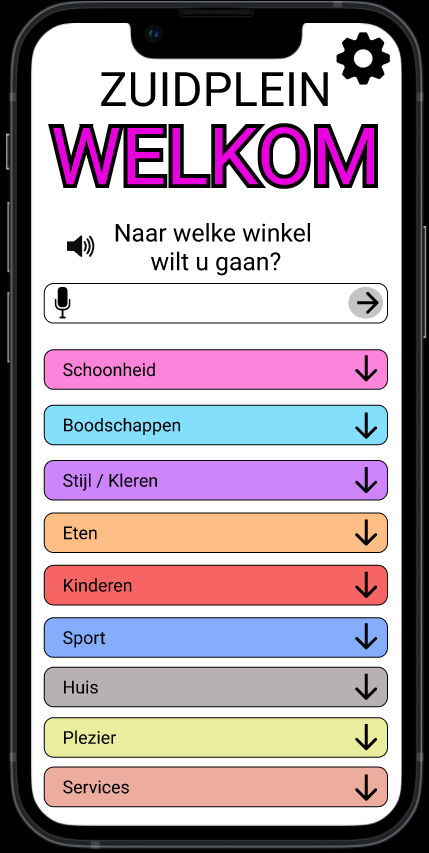 ZUIDPLEIN
WELKOM
Naar welke winkel
wilt u gaan?
Schoonheid
Boodschappen
Stijl / Kleren
Eten
Kinderen
Sport
Huis
Plezier
Services